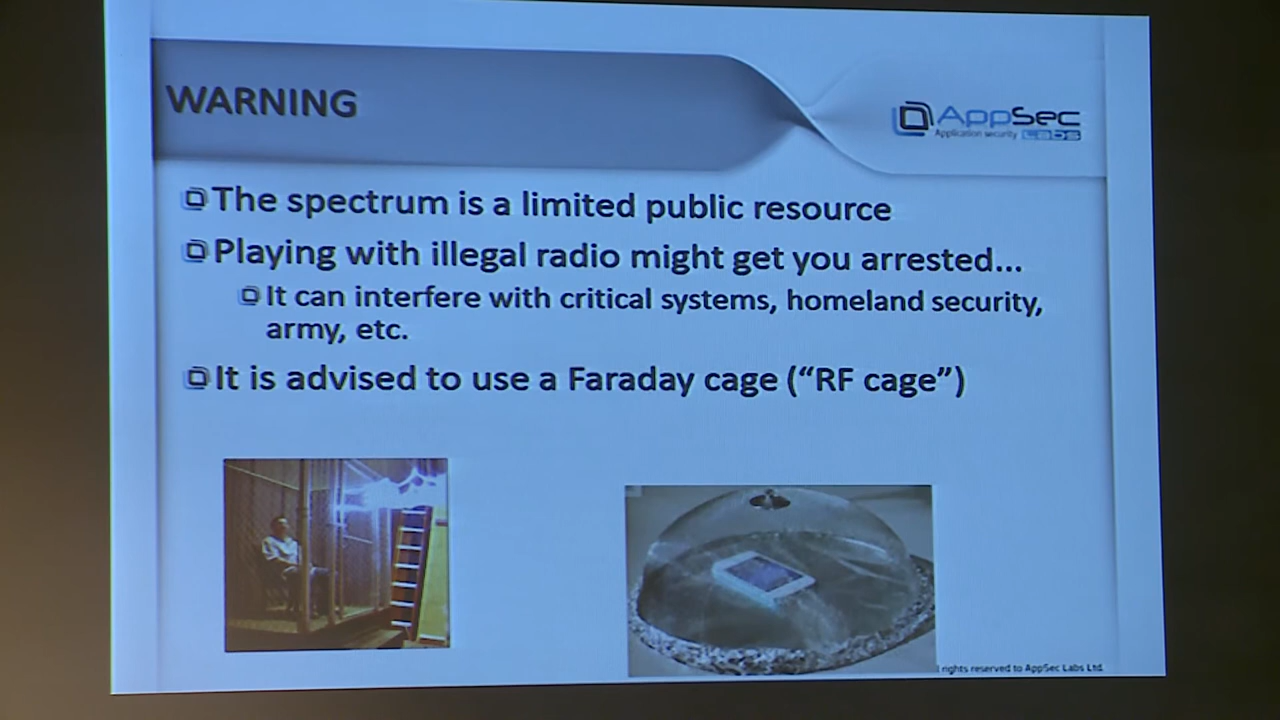 WARNING
AppSec
Application security Labs
The spectrum is a limited public resource
Playing with illegal radio might get you arrested...
It can interfere with critical systems, homeland security,
army, etc.
It is advised to use a Faraday cage (“RF cage”)
rights reserved to AppSec Labs Ltd.